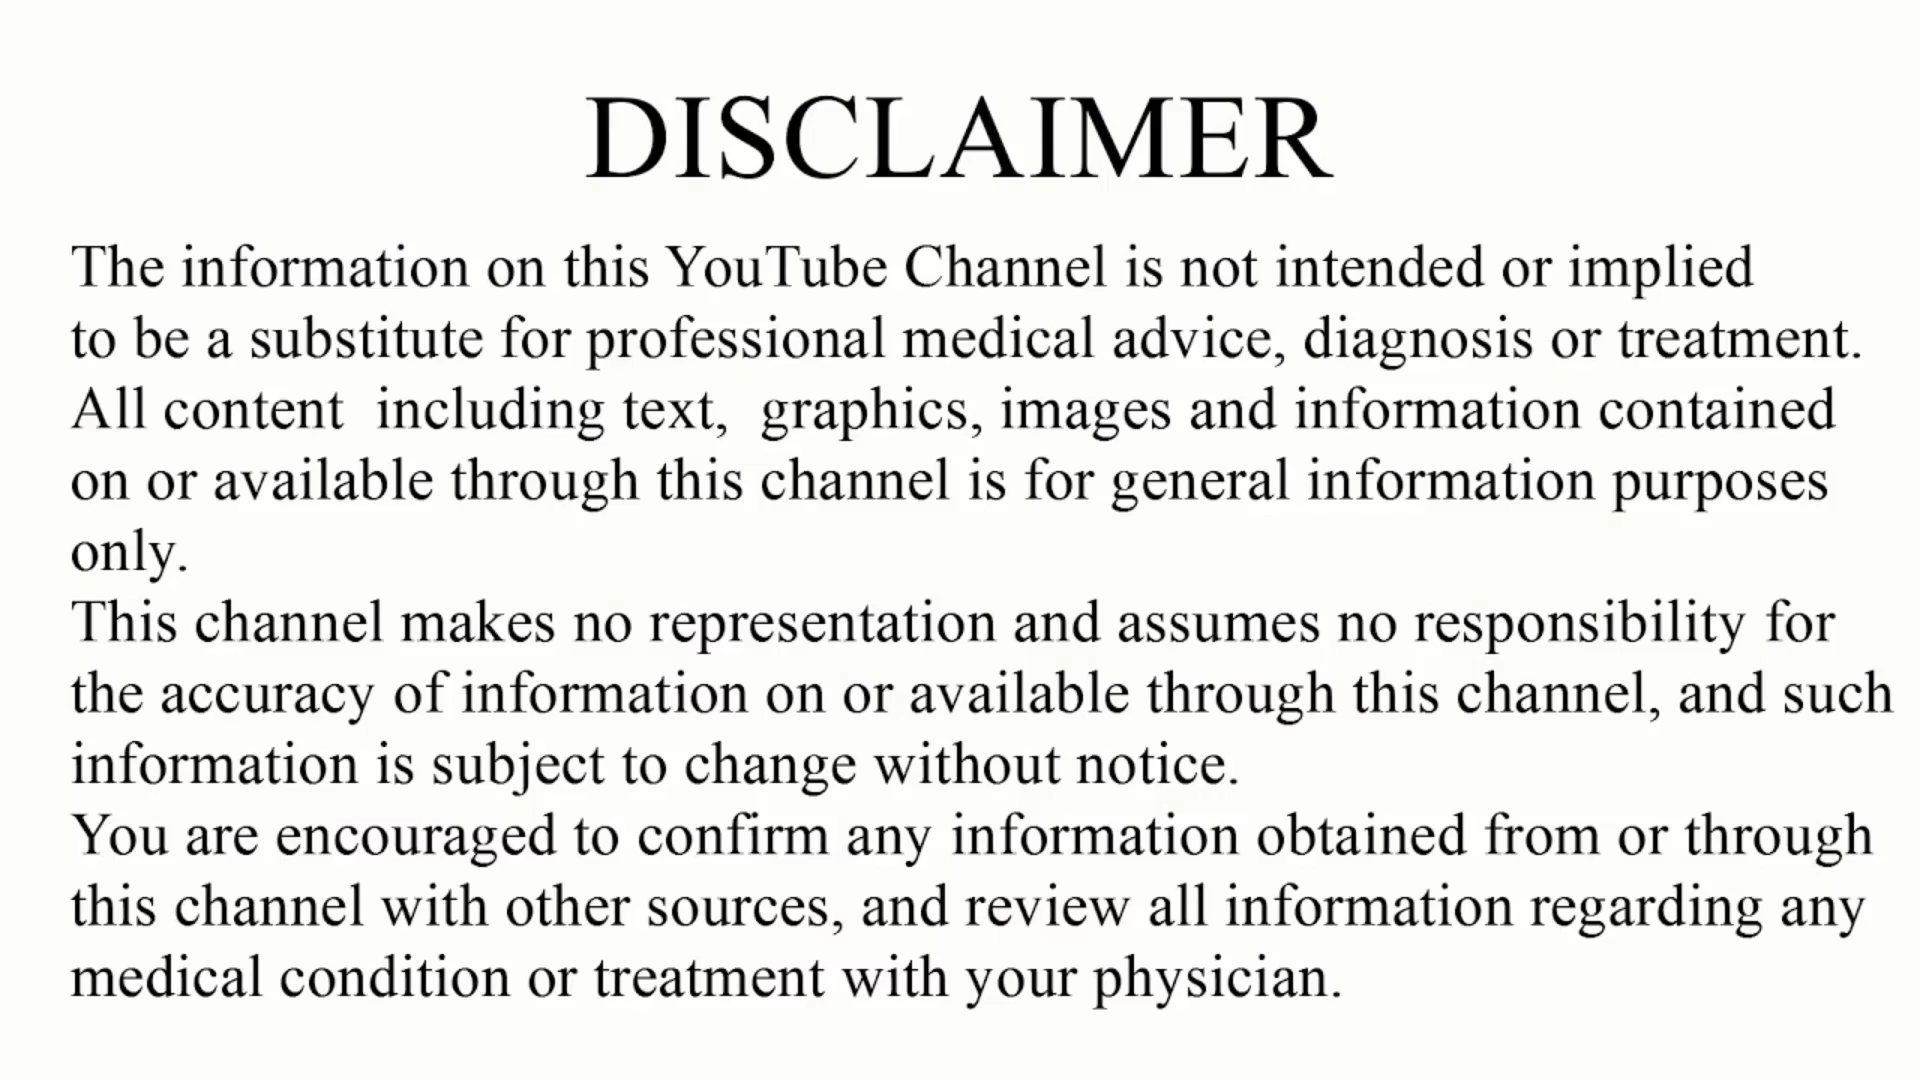 DISCLAIMER
The information on this YouTube Channel is not intended or implied
to be a substitute for professional medical advice, diagnosis or treatment.
All content  including text,  graphics, images and information contained
on or available through this channel is for general information purposes
only.
This channel makes no representation and assumes no responsibility for
the accuracy of information on or available through this channel, and such
information is subject to change without notice.
You are encouraged to confirm any information obtained from or through
this channel with other sources, and review all information regarding any
medical condition or treatment with your physician.